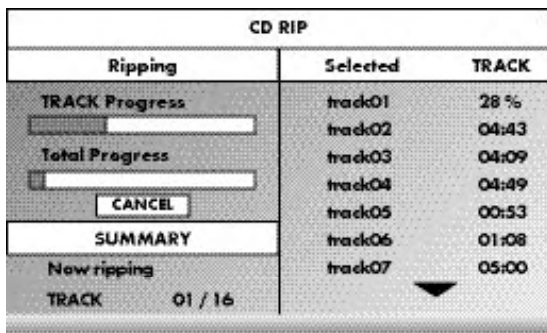 CD RIP
Ripping
TRACK Progress
Total Progress
CANCEL
SUMMARY
Now ripping
TRACK 01 / 16
Selected TRACK
track01 28 %
track02 04:43
track03 04:09
track04 04:49
track05 00:53
track06 01:08
track07 05:00